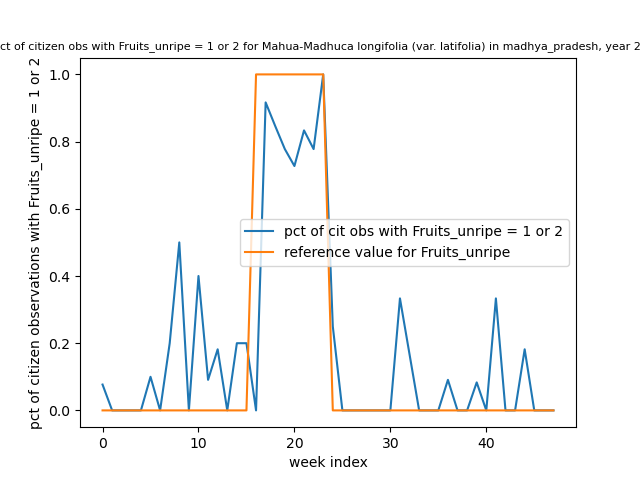 ct of citizen obs with Fruits_unripe = 1 or 2 for Mahua-Madhuca longifolia (var. latifolia) in madhya_pradesh, year 2
pct of citizen observations with Fruits_unripe = 1 or 2
1.0
0.8
0.6
0.4
0.2
0.0
pct of cit obs with Fruits_unripe = 1 or 2
reference value for Fruits_unripe
0 10 20 30 40
week index